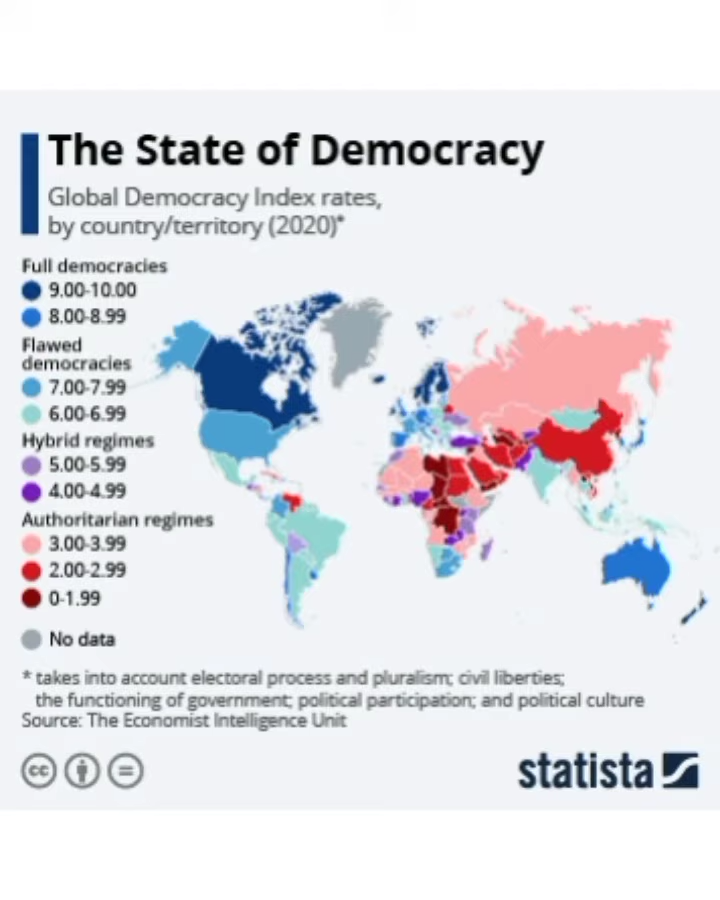 The State of Democracy
Global Democracy Index rates,
by country/territory (2020)*
Full democracies
9.00-10.00
8.00-8.99
Flawed
democracies
7.00-7.99
6.00-6.99
Hybrid regimes
5.00-5.99
4.00-4.99
Authoritarian regimes
3.00-3.99
2.00-2.99
0-1.99
No data
* takes into account electoral process and pluralism; civil liberties;
the functioning of government; political participation; and political culture
Source: The Economist Intelligence Unit
cc
statista